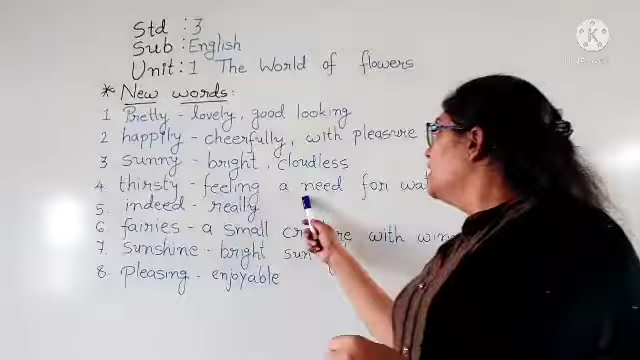 Std : 3
Sub : English
Unit : 1 The World of flowers
* New words :
1 Pretty - lovely, good looking
2 happily - cheerfully, with pleasure
3 sunny - bright, cloudless
4. thirsty - feeling a need for
5. indeed - really
6 fairies - a small with
7. sunshine - bright sun
8. pleasing - enjoyable